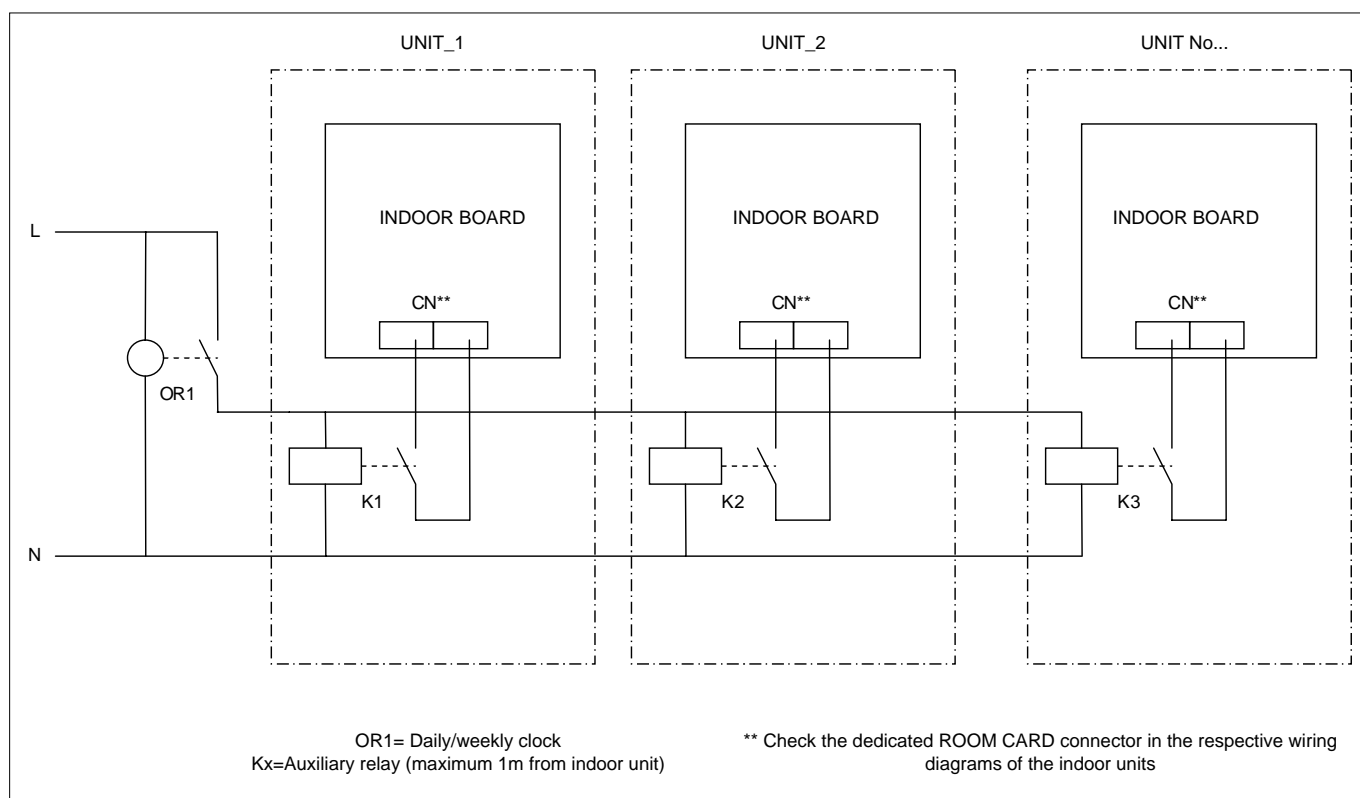 UNIT_1
UNIT_2
UNIT No...
INDOOR BOARD
INDOOR BOARD
INDOOR BOARD
L
CN**
CN**
CN**
OR1
K1
K2
K3
N
OR1= Daily/weekly clock
Kx=Auxiliary relay (maximum 1m from indoor unit)
** Check the dedicated ROOM CARD connector in the respective wiring
diagrams of the indoor units